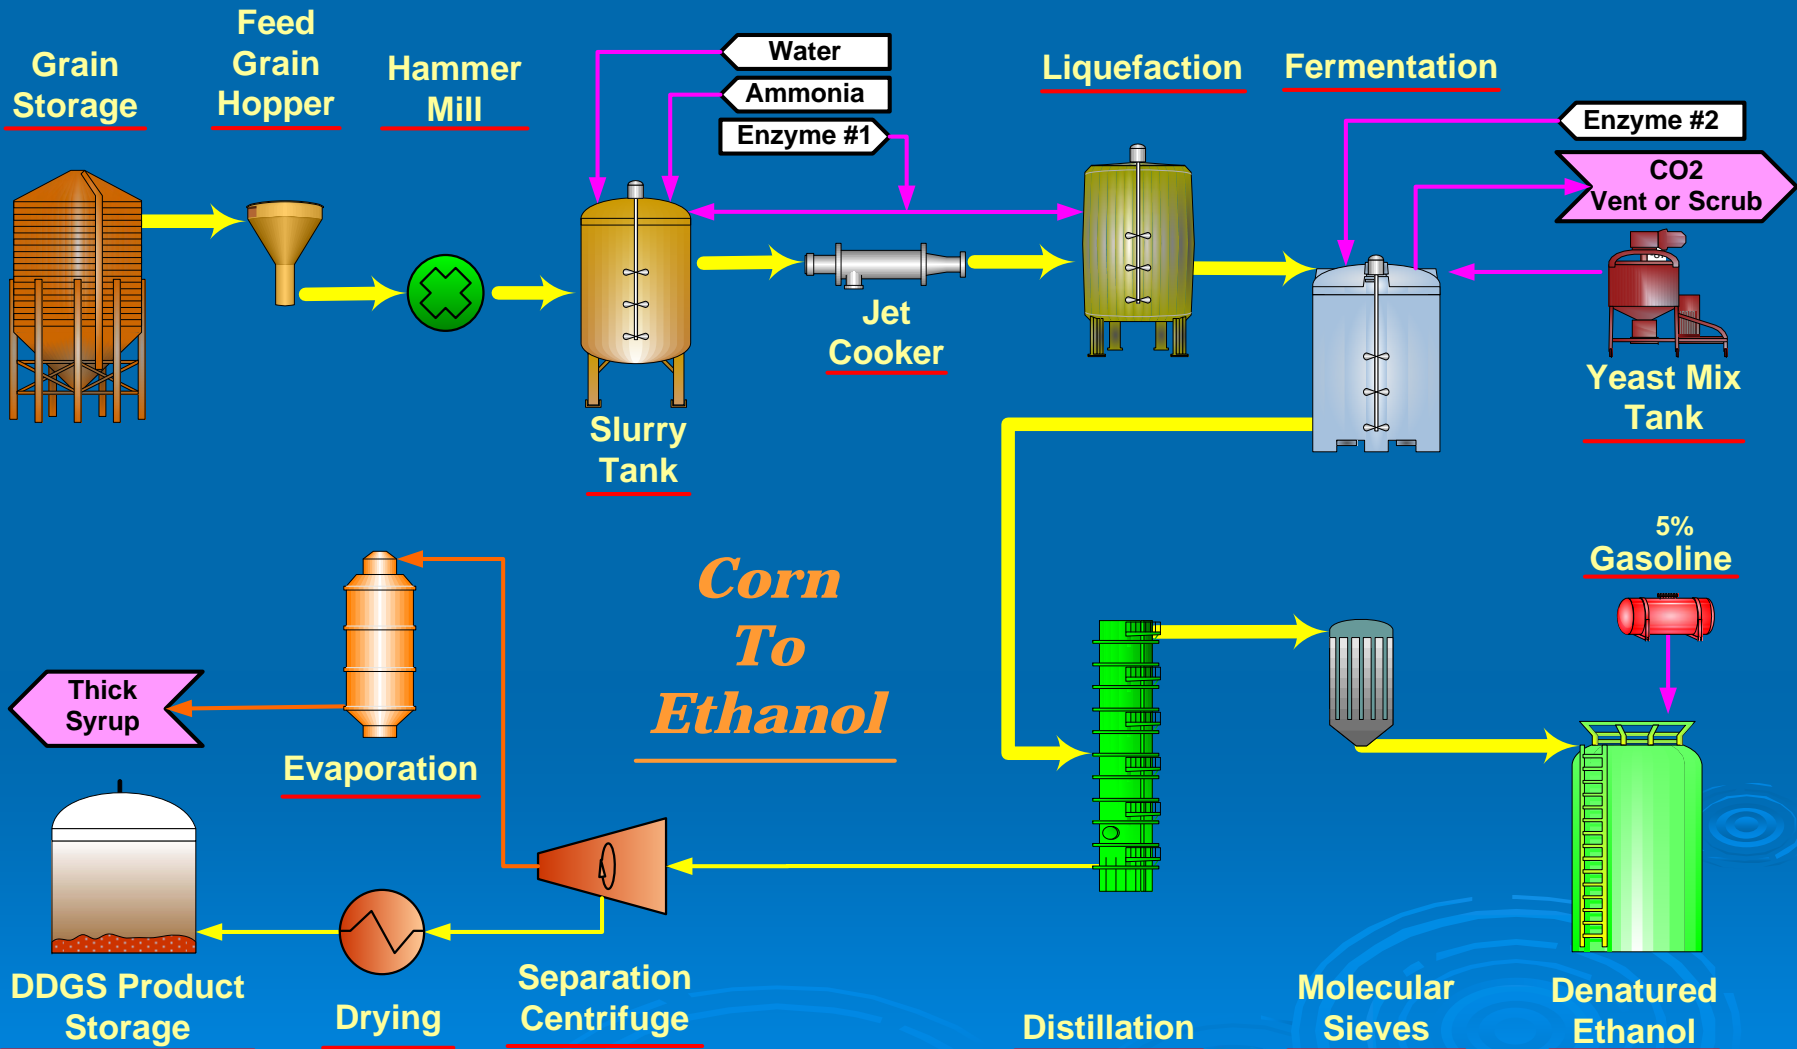 Grain
Storage
Feed
Grain
Hopper
Hammer
Mill
Water
Ammonia
Enzyme #1
Liquefaction
Fermentation
Enzyme #2
CO2
Vent or Scrub
Jet
Cooker
Yeast Mix
Tank
Slurry
Tank
Corn
To
Ethanol
5%
Gasoline
Thick
Syrup
Evaporation
DDGS Product
Storage
Drying
Separation
Centrifuge
Distillation
Molecular
Sieves
Denatured
Ethanol